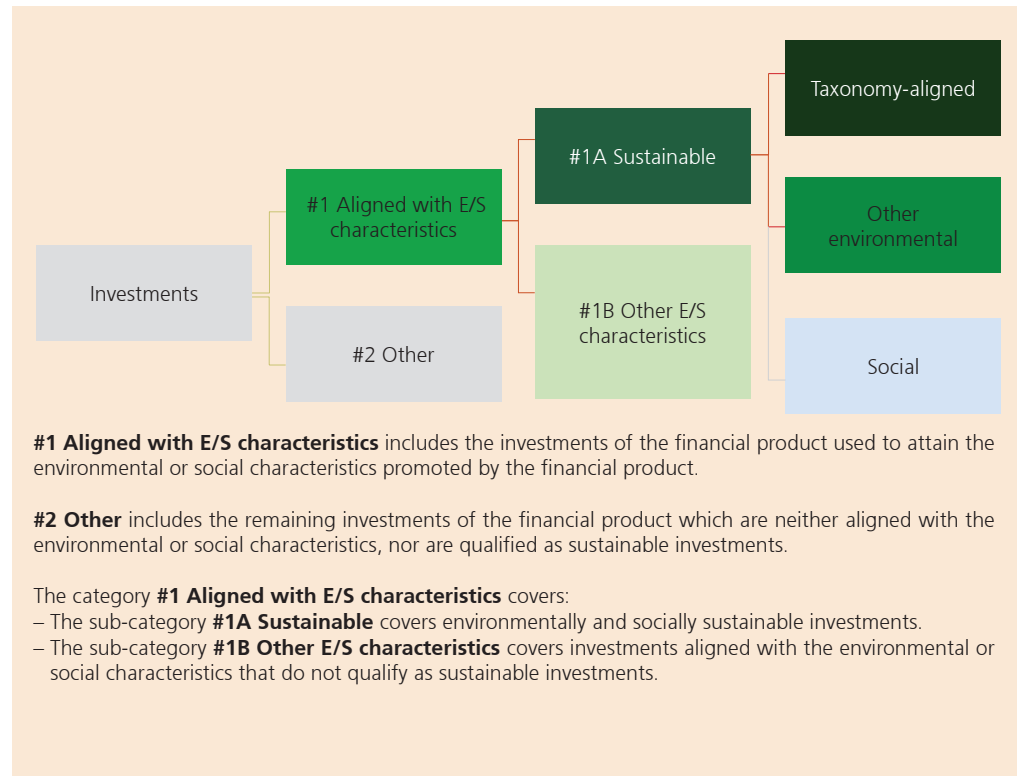 Taxonomy-aligned
#1A Sustainable
#1 Aligned with E/S
characteristics
Other
environmental
Investments
#1B Other E/S
characteristics
#2 Other
Social
#1 Aligned with E/S characteristics includes the investments of the financial product used to attain the
environmental or social characteristics promoted by the financial product.
#2 Other includes the remaining investments of the financial product which are neither aligned with the
environmental or social characteristics, nor are qualified as sustainable investments.
The category #1 Aligned with E/S characteristics covers:
– The sub-category #1A Sustainable covers environmentally and socially sustainable investments.
– The sub-category #1B Other E/S characteristics covers investments aligned with the environmental or
social characteristics that do not qualify as sustainable investments.